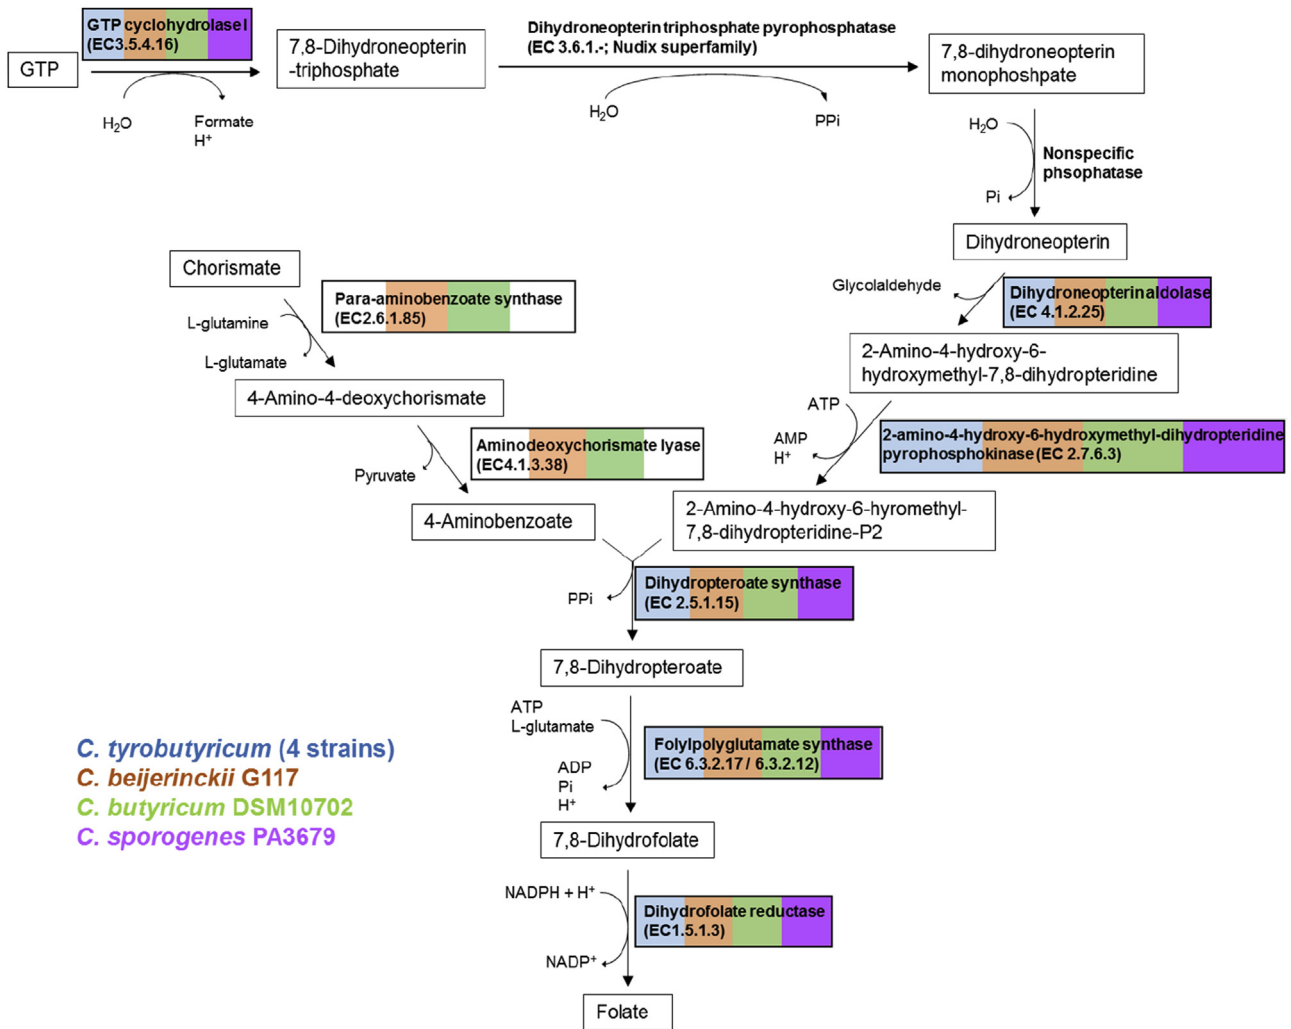 GTP cyclohydrolase I
(EC3.5.4.16)
GTP
7,8-Dihydroneopterin
-triphosphate
Dihydroneopterin triphosphate pyrophosphatase
(EC 3.6.1.-; Nudix superfamily)
7,8-dihydroneopterin
monophoshpate
H2O
Formate
H+
H2O
PPi
H2O
Nonspecific
phsophatase
Pi
Dihydroneopterin
Chorismate
Para-aminobenzoate synthase
(EC2.6.1.85)
L-glutamine
L-glutamate
Glycolaldehyde
Dihydroneopterin aldolase
(EC 4.1.2.25)
2-Amino-4-hydroxy-6-
hydroxymethyl-7,8-dihydropteridine
4-Amino-4-deoxychorismate
ATP
AMP
H+
2-amino-4-hydroxy-6-hydroxymethyl-dihydropteridine
pyrophosphokinase (EC 2.7.6.3)
Aminodeoxychorismate lyase
(EC4.1.3.38)
Pyruvate
4-Aminobenzoate
2-Amino-4-hydroxy-6-hyromethyl-
7,8-dihydropteridine-P2
Dihydropteroate synthase
(EC 2.5.1.15)
PPi
7,8-Dihydropteroate
ATP
L-glutamate
Folylpolyglutamate synthase
(EC 6.3.2.17 / 6.3.2.12)
ADP
Pi
H+
C. tyrobutyricum (4 strains)
C. beijerinckii G117
C. butyricum DSM10702
C. sporogenes PA3679
7,8-Dihydrofolate
NADPH + H+
Dihydrofolate reductase
(EC1.5.1.3)
NADP+
Folate